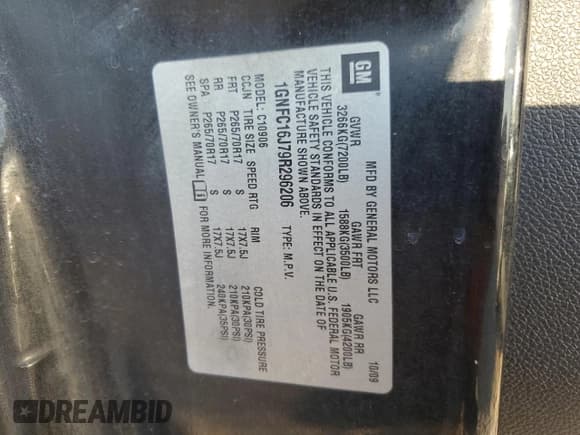 GM
MFD BY GENERAL MOTORS LLC 10/09
GVWR GAWR FRT GAWR RR
3266KG(7200LB) 1588KG(3500LB) 1905KG(4200LB)
THIS VEHICLE CONFORMS TO ALL APPLICABLE U.S. FEDERAL MOTOR
VEHICLE SAFETY STANDARDS IN EFFECT ON THE DATE OF
MANUFACTURE SHOWN ABOVE.
1GNFC16J79R296206 TYPE: M.P.V.
MODEL: C10906
CCJN TIRE SIZE SPEED RTG RIM COLD TIRE PRESSURE
FRT P265/70R17 S 17X7.5J 210KPA(30PSI)
RR P265/70R17 S 17X7.5J 210KPA(30PSI)
SPA P265/70R17 S 17X7.5J 240KPA(35PSI)
SEE OWNER'S MANUAL i FOR MORE INFORMATION.
DREAMBID